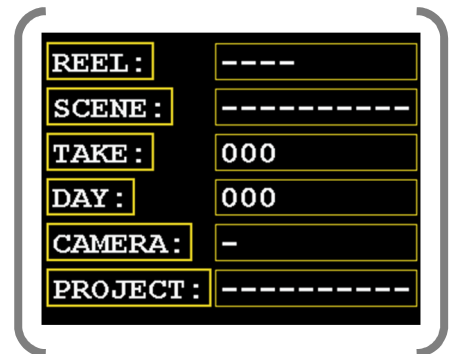 REEL: ----
SCENE: ----------
TAKE: 000
DAY: 000
CAMERA: -
PROJECT: ----------